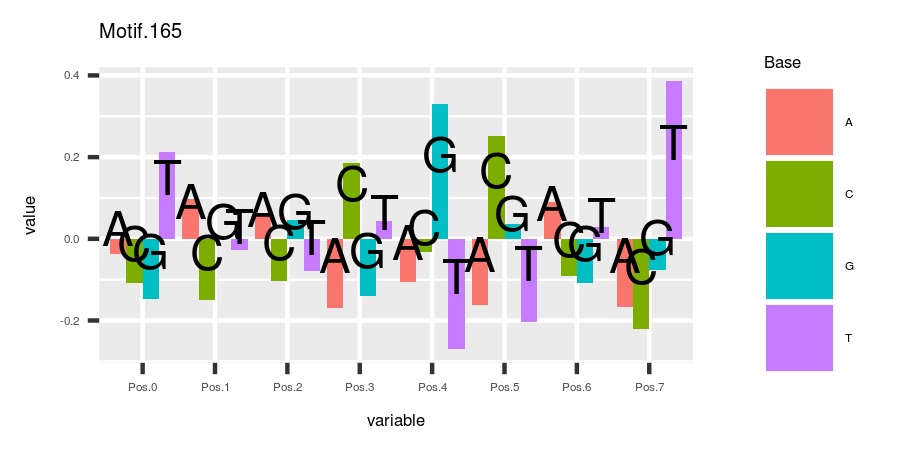 Motif.165
Base
0.4
0.2
0.0
-0.2
value
A C G T A C G T A C G T A C G T A C G T A C G T A C G T A C G T
Pos.0 Pos.1 Pos.2 Pos.3 Pos.4 Pos.5 Pos.6 Pos.7
variable
A
C
G
T